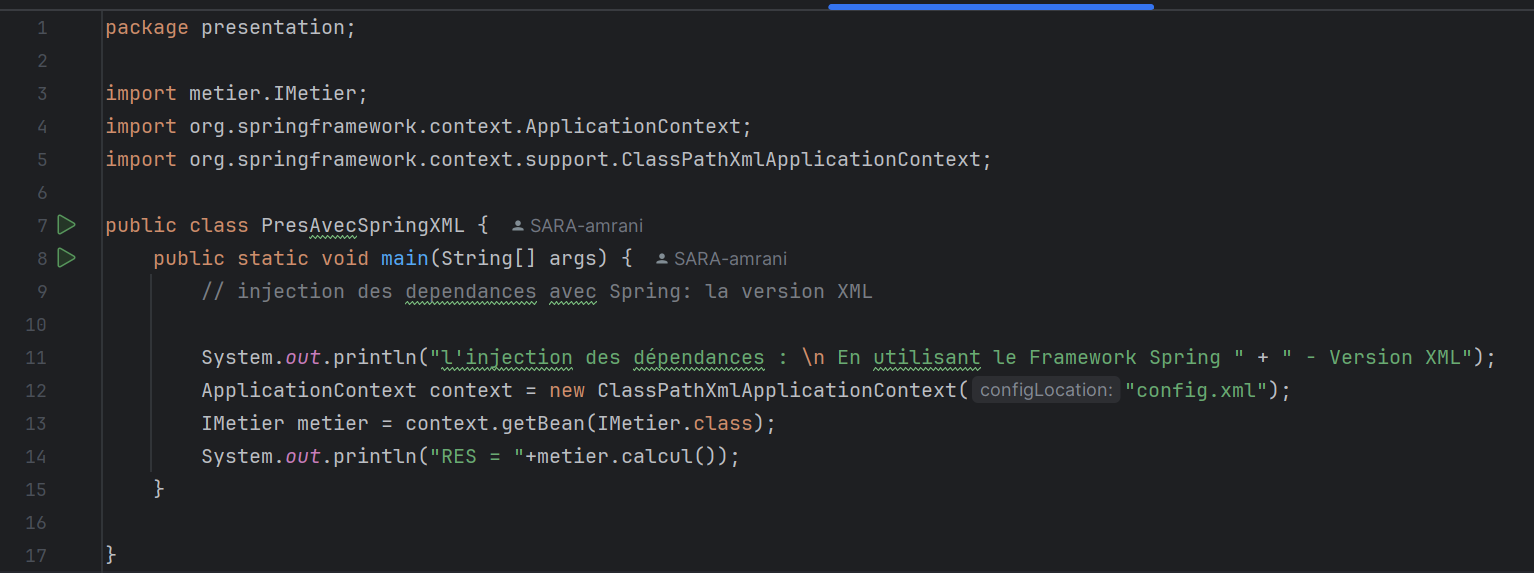 1 package presentation;
2
3 import metier.IMetier;
4 import org.springframework.context.ApplicationContext;
5 import org.springframework.context.support.ClassPathXmlApplicationContext;
6
7 public class PresAvecSpringXML { SARA-amrani
8 public static void main(String[] args) { SARA-amrani
9 // injection des dependances avec Spring: la version XML
10
11 System.out.println("l'injection des dépendances : \n En utilisant le Framework Spring " + " - Version XML");
12 ApplicationContext context = new ClassPathXmlApplicationContext( configLocation: "config.xml");
13 IMetier metier = context.getBean(IMetier.class);
14 System.out.println("RES = "+metier.calcul());
15 }
16
17 }